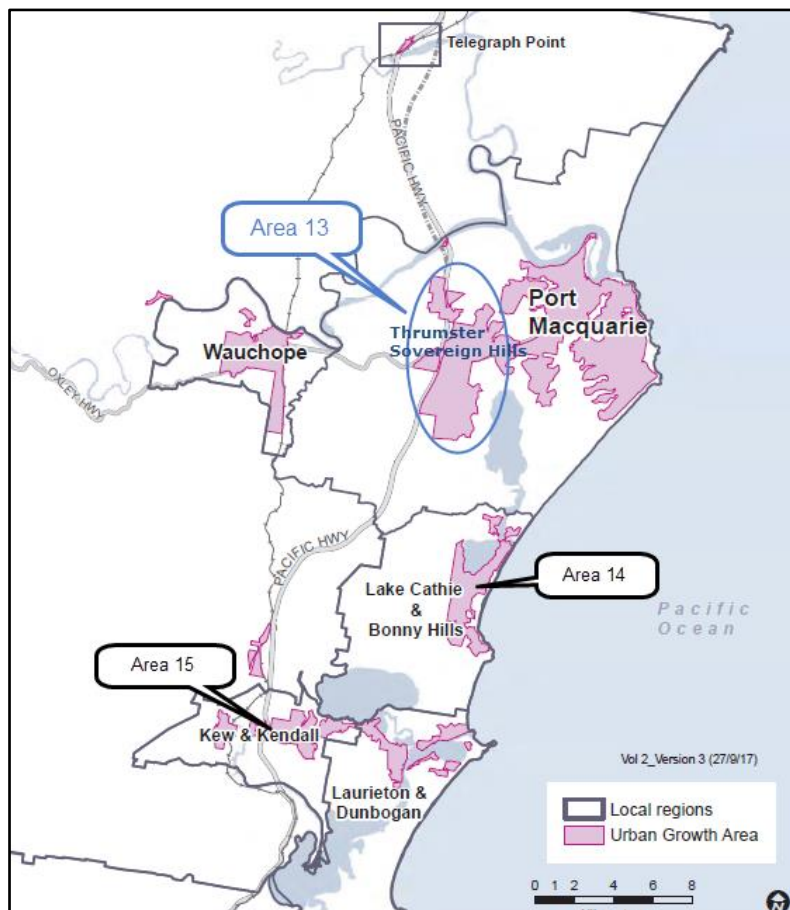 Telegraph Point
PACIFIC HWY
Area 13
Thrumster
Sovereign Hills
Port
Macquarie
Wauchope
OXLEY HWY
PACIFIC HWY
Lake Cathie
&
Bonny Hills
Area 14
Pacific
Ocean
Area 15
Kew & Kendall
Laurieton &
Dunbogan
Vol 2_Version 3 (27/9/17)
Local regions
Urban Growth Area
0 1 2 4 6 8
N